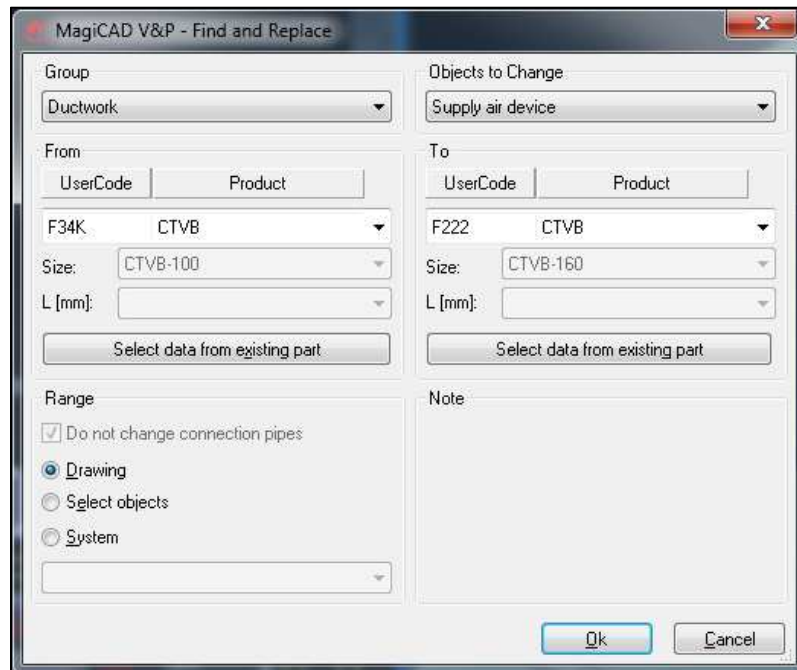 MagiCAD V&P - Find and Replace
Group
Ductwork
Objects to Change
Supply air device
From
UserCode Product
F34K CTVB
Size: CTVB-100
L [mm]:
Select data from existing part
To
UserCode Product
F222 CTVB
Size: CTVB-160
L [mm]:
Select data from existing part
Range
Do not change connection pipes
Drawing
Select objects
System
Note
Ok Cancel